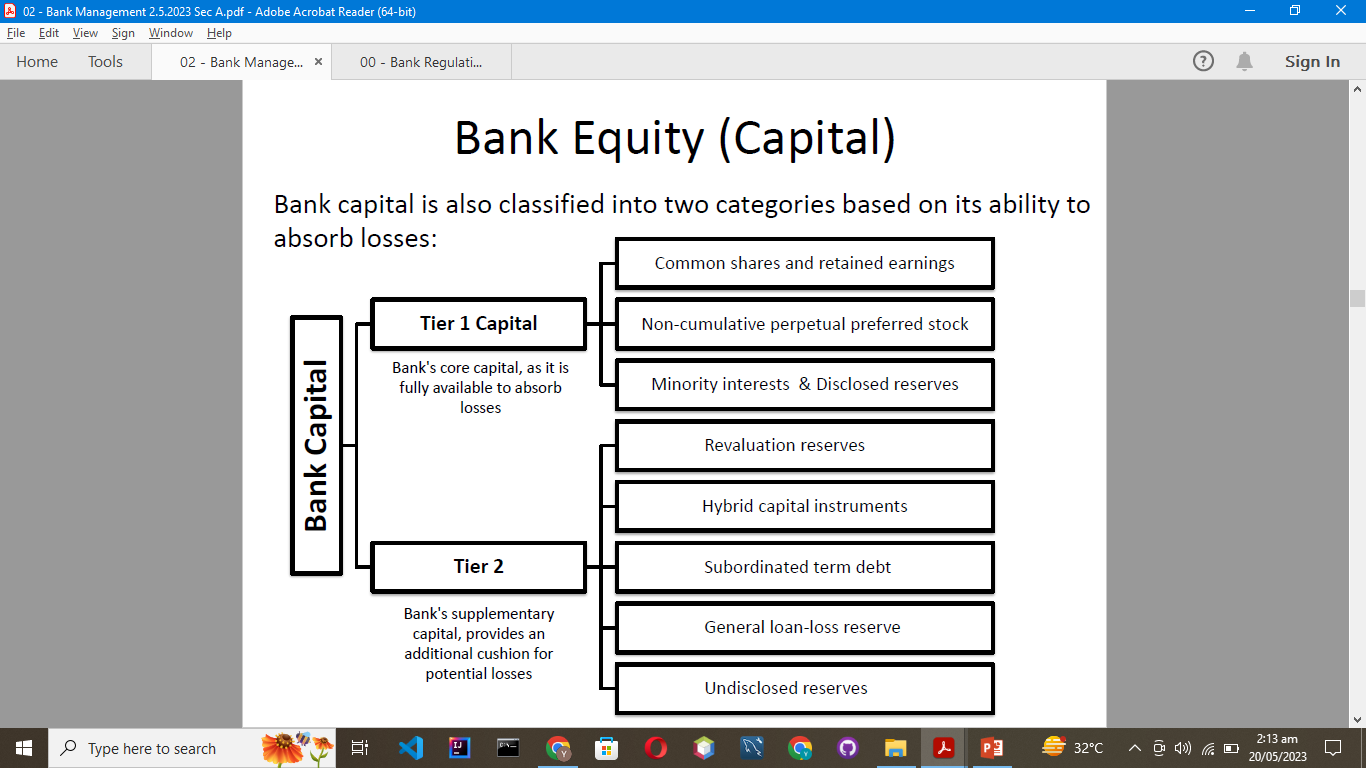 02 - Bank Management 2.5.2023 Sec A.pdf - Adobe Acrobat Reader (64-bit)
File Edit View Sign Window Help
Home Tools 02 - Bank Manage... 00 - Bank Regulati... Sign In
Bank Equity (Capital)
Bank capital is also classified into two categories based on its ability to
absorb losses:
Bank Capital
Tier 1 Capital
Bank's core capital, as it is
fully available to absorb
losses
Common shares and retained earnings
Non-cumulative perpetual preferred stock
Minority interests & Disclosed reserves
Tier 2
Bank's supplementary
capital, provides an
additional cushion for
potential losses
Revaluation reserves
Hybrid capital instruments
Subordinated term debt
General loan-loss reserve
Undisclosed reserves
Type here to search
32°C
2:13 am
20/05/2023